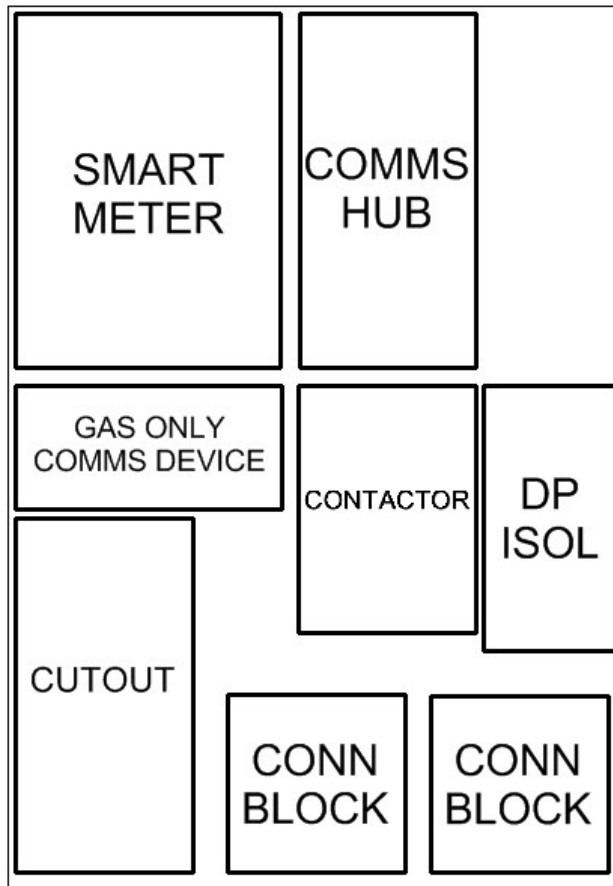 SMART
METER
COMMS
HUB
GAS ONLY
COMMS DEVICE
CONTACTOR
DP
ISOL
CUTOUT
CONN
BLOCK
CONN
BLOCK